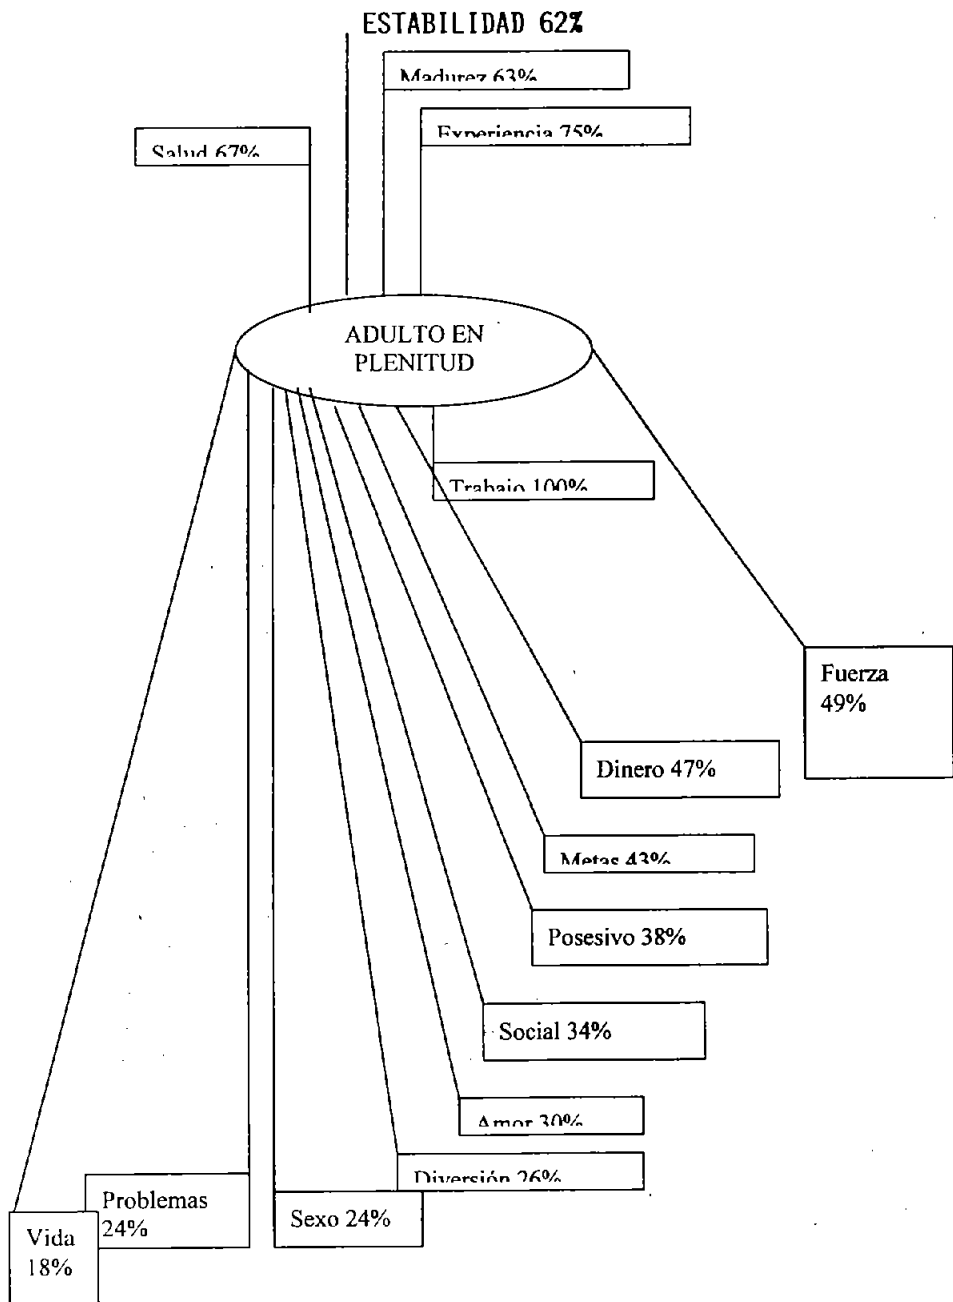 ESTABILIDAD 62%
Madurez 63%
Experiencia 75%
Salud 67%
ADULTO EN
PLENITUD
Trabajo 100%
Fuerza
49%
Dinero 47%
Metas 43%
Posesivo 38%
Social 34%
Amor 30%
Diversión 26%
Problemas
24%
Sexo 24%
Vida
18%